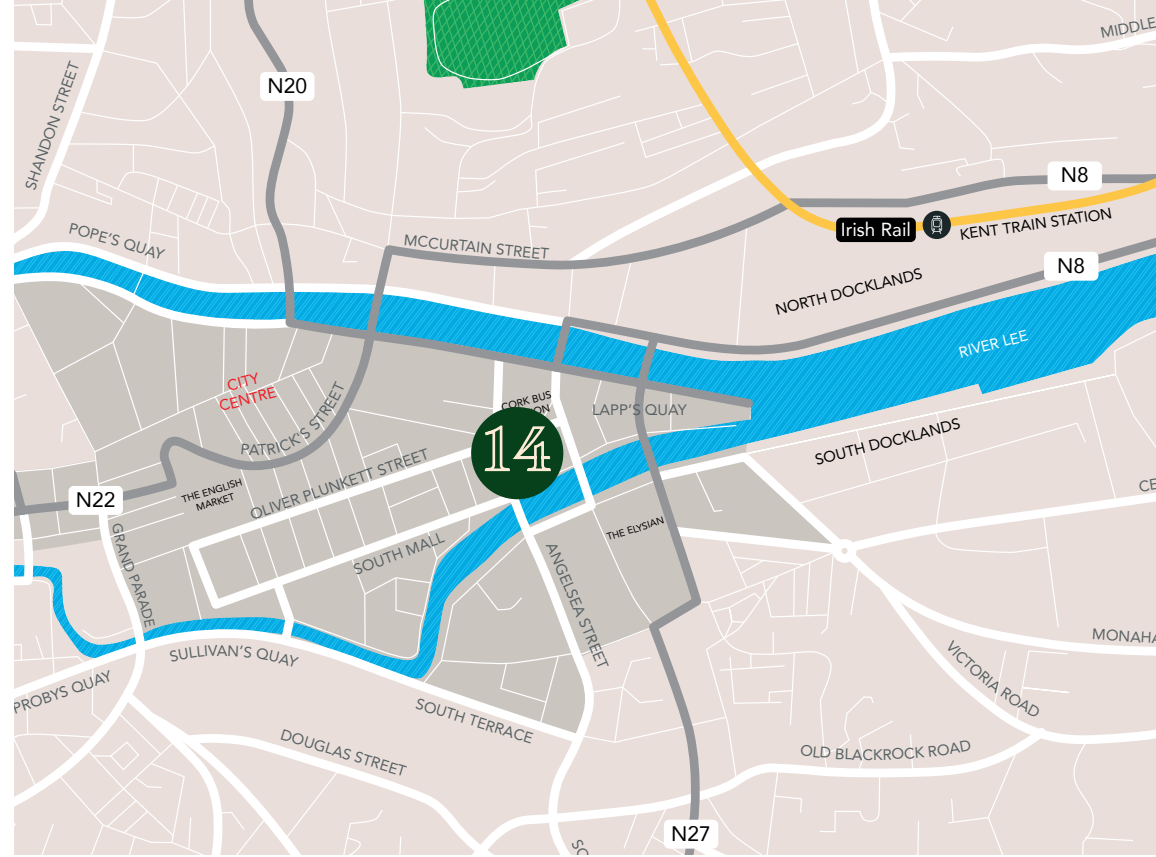 MIDDLE
N20
SHANDON STREET
N8
Irish Rail
KENT TRAIN STATION
POPE'S QUAY
MCCURTAIN STREET
N8
NORTH DOCKLANDS
RIVER LEE
CITY
CENTRE
CORK BUS
ON
LAPP'S QUAY
PATRICK'S STREET
SOUTH DOCKLANDS
14
OLIVER PLUNKETT STREET
THE ENGLISH
MARKET
N22
CE
GRAND PARADE
THE ELYSIAN
SOUTH MALL
ANGELSEA STREET
MONAHA
SULLIVAN'S QUAY
VICTORIA ROAD
PROBYS QUAY
SOUTH TERRACE
DOUGLAS STREET
OLD BLACKROCK ROAD
N27
SO